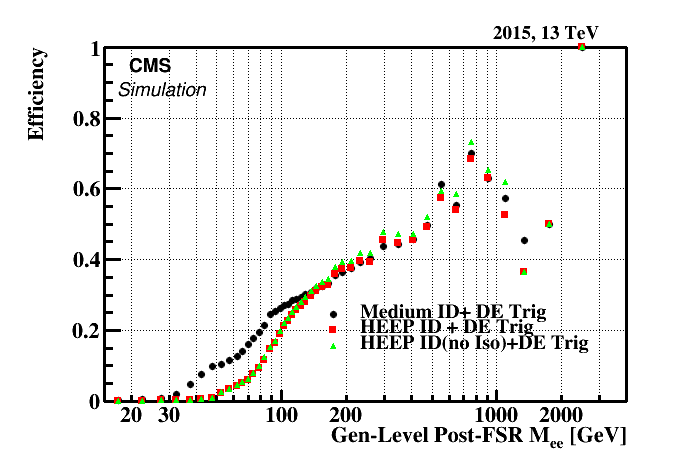 2015, 13 TeV
Efficiency
CMS
Simulation
1
0.8
0.6
0.4
0.2
0
Medium ID+ DE Trig
HEEP ID + DE Trig
HEEP ID(no Iso)+DE Trig
20 30 100 200 1000 2000
Gen-Level Post-FSR Mee [GeV]